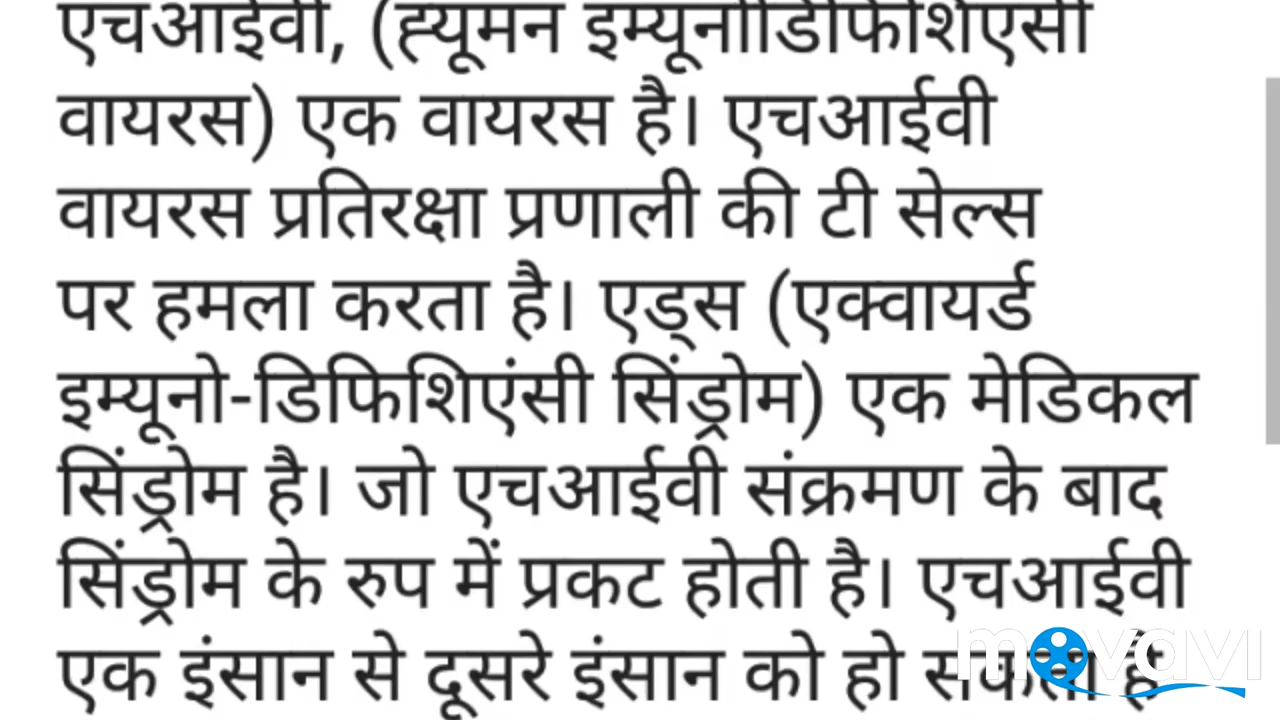 एचआईवी, (ह्यूमन इम्यूनोडिफिशिएंसी
वायरस) एक वायरस है। एचआईवी
वायरस प्रतिरक्षा प्रणाली की टी सेल्स
पर हमला करता है। एड्स (एक्वायर्ड
इम्यूनो-डिफिशिएंसी सिंड्रोम) एक मेडिकल
सिंड्रोम है। जो एचआईवी संक्रमण के बाद
सिंड्रोम के रुप में प्रकट होती है। एचआईवी
एक इंसान से दूसरे इंसान को हो सकता है
movavi